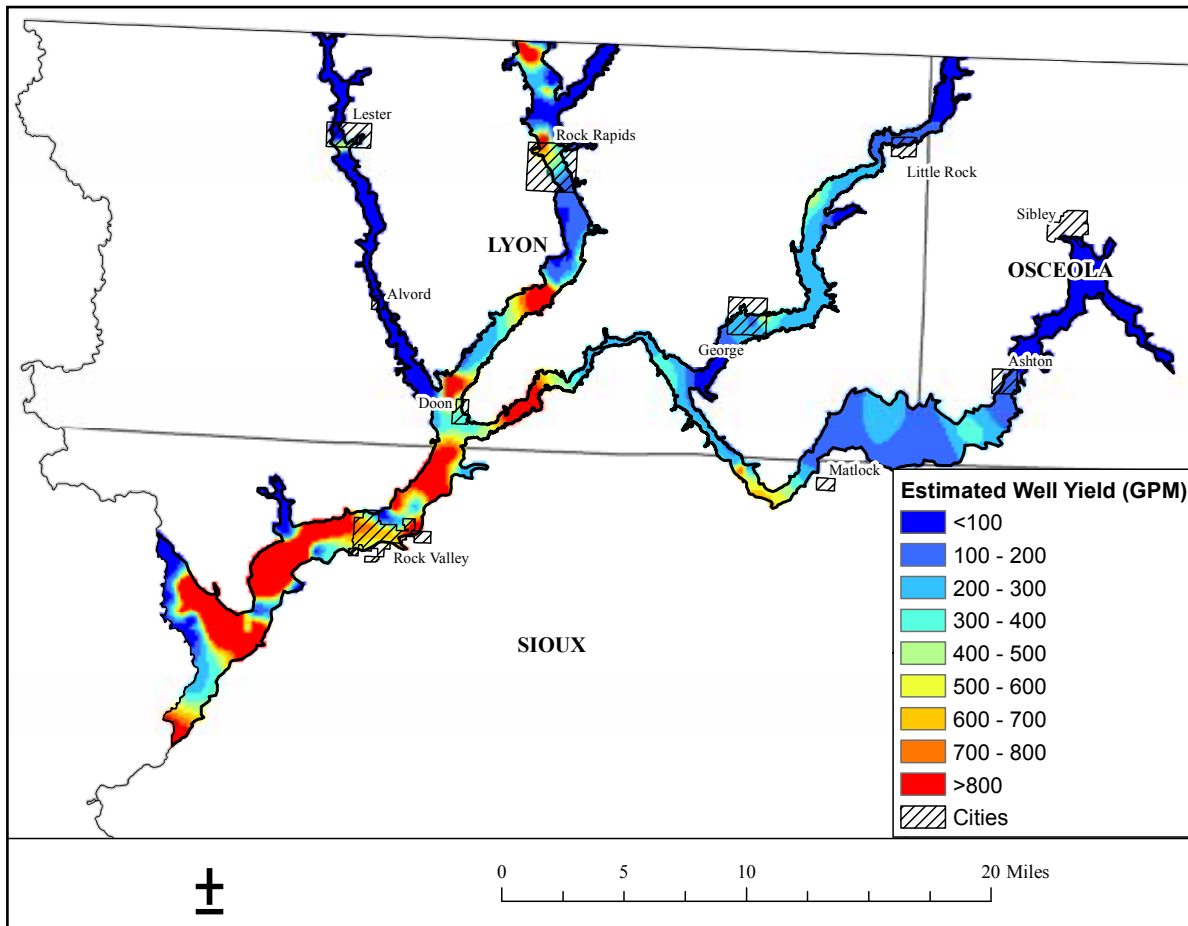 Lester
Rock Rapids
Little Rock
Sibley
LYON
OSCEOLA
Alvord
George
Ashton
Doon
Matlock
Rock Valley
SIOUX
Estimated Well Yield (GPM)
<100
100 - 200
200 - 300
300 - 400
400 - 500
500 - 600
600 - 700
700 - 800
>800
Cities
0 5 10 20 Miles